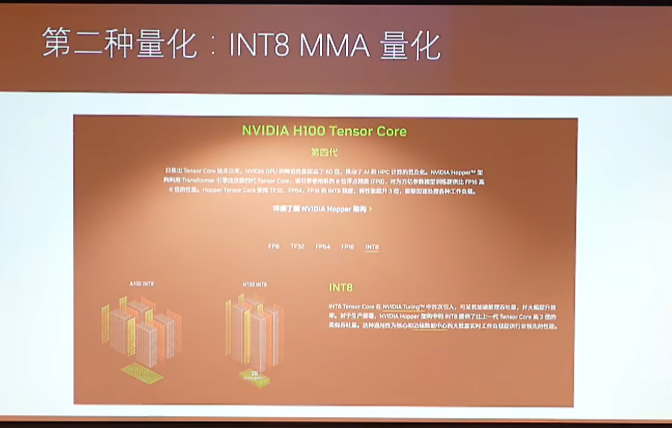 第二种量化：INT8 MMA 量化
NVIDIA H100 Tensor Core
第四代
自推出 Tensor Core 技术以来，NVIDIA GPU 的峰值性能提高了 60 倍，推动了 AI 和 HPC 计算的普及化。NVIDIA Hopper™ 架
构利用 Transformer 引擎改进第四代 Tensor Core，该引擎使用新的 8 位浮点精度 (FP8)，可为万亿参数模型训练提供比 FP16 高
6 倍的性能。Hopper Tensor Core 使用 TF32、FP64、FP16 和 INT8 精度，将性能提升 3 倍，能够加速处理各种工作负载。
详细了解 NVIDIA Hopper 架构 ›
FP8 TF32 FP64 FP16 INT8
A100 INT8
H100 INT8
INT8
INT8 Tensor Core 在 NVIDIA Turing™ 中首次引入，可显著加速推理吞吐量，并大幅提升效
率。对于生产部署，NVIDIA Hopper 架构中的 INT8 提供了比上一代 Tensor Core 高 3 倍的